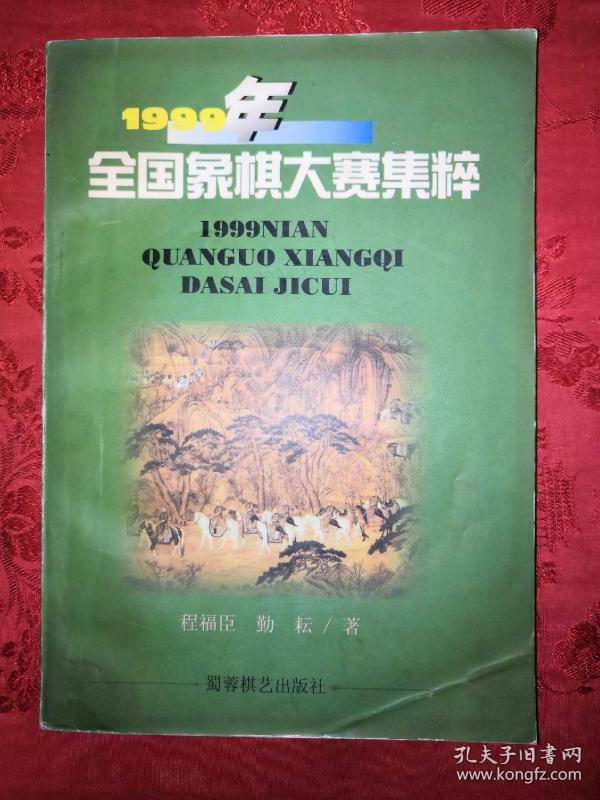 1999年
全国象棋大赛集粹
1999NIAN
QUANGUO XIANGQI
DASAI JICUI
程福臣 勤 耘/著
蜀蓉棋艺出版社
孔夫子旧书网
www.kongfz.com